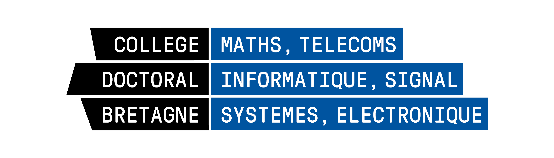 COLLEGE MATHS, TELECOMS
DOCTORAL INFORMATIQUE, SIGNAL
BRETAGNE SYSTEMES, ELECTRONIQUE